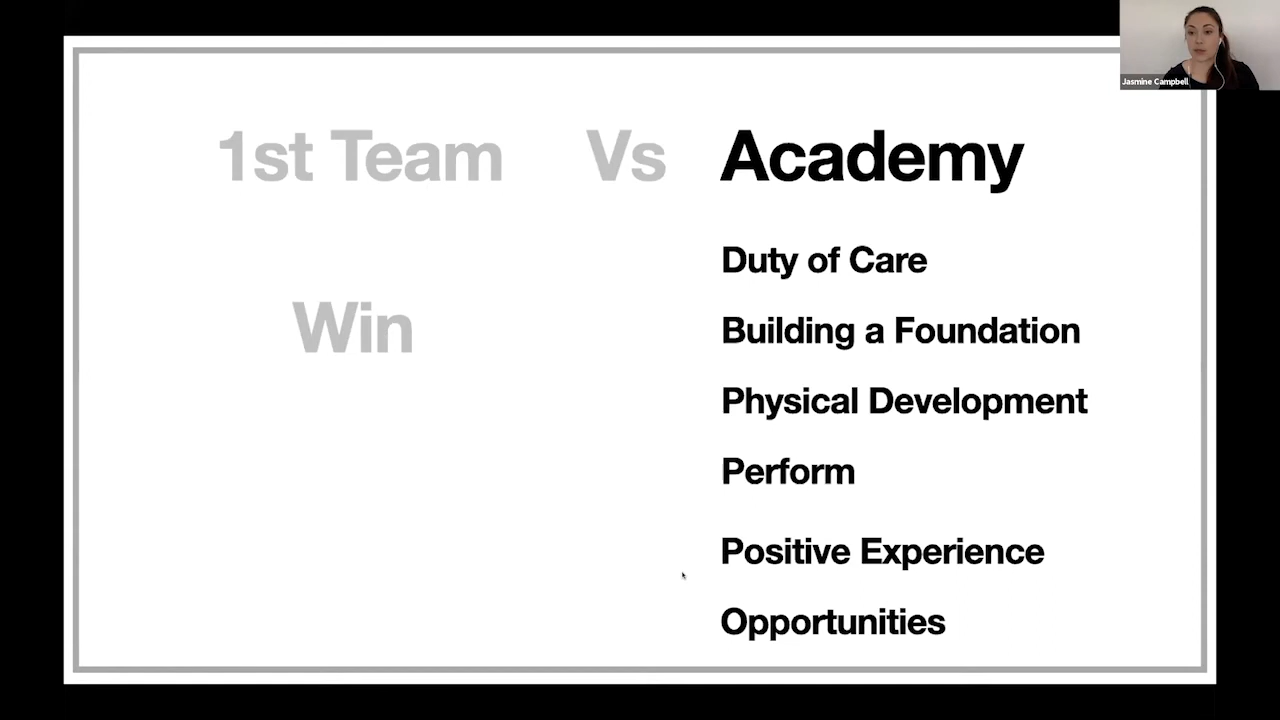 Jasmine Campbell
1st Team Vs Academy
Win
Duty of Care
Building a Foundation
Physical Development
Perform
Positive Experience
Opportunities